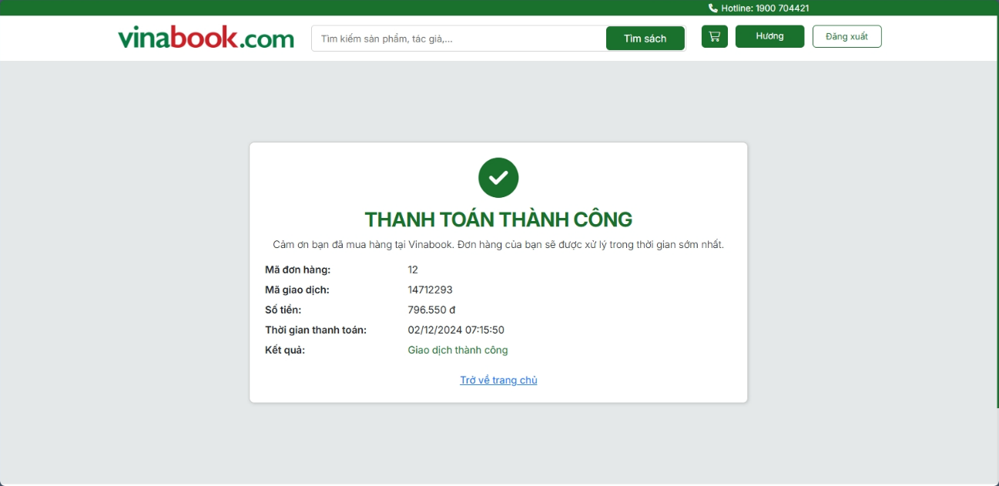 Hotline: 1900 704421
vinabook.com
Tìm kiếm sản phẩm, tác giả,...
Tìm sách
Hương
Đăng xuất
THANH TOÁN THÀNH CÔNG
Cảm ơn bạn đã mua hàng tại Vinabook. Đơn hàng của bạn sẽ được xử lý trong thời gian sớm nhất.
Mã đơn hàng: 12
Mã giao dịch: 14712293
Số tiền: 796.550 đ
Thời gian thanh toán: 02/12/2024 07:15:50
Kết quả: Giao dịch thành công
Trở về trang chủ